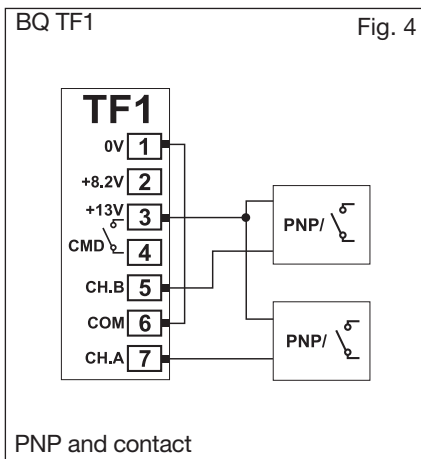 BQ TF1
Fig. 4
TF1
0V 1
+8.2V 2
+13V 3
CMD 4
CH.B 5
COM 6
CH.A 7
PNP/
PNP/
PNP and contact